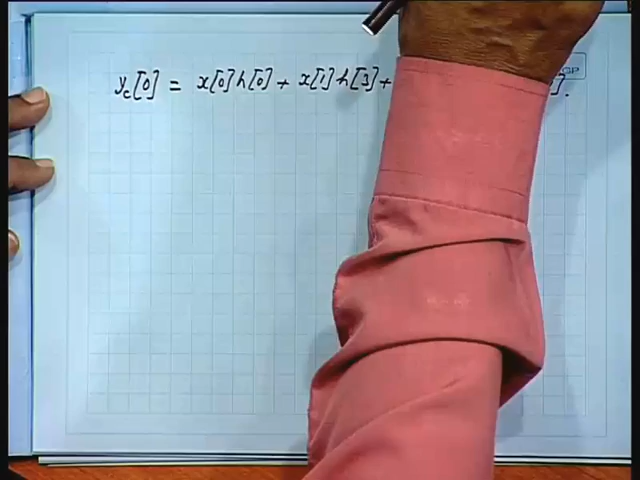 y_c[0] = x[0]h[0] + x[1]h[3] + ].